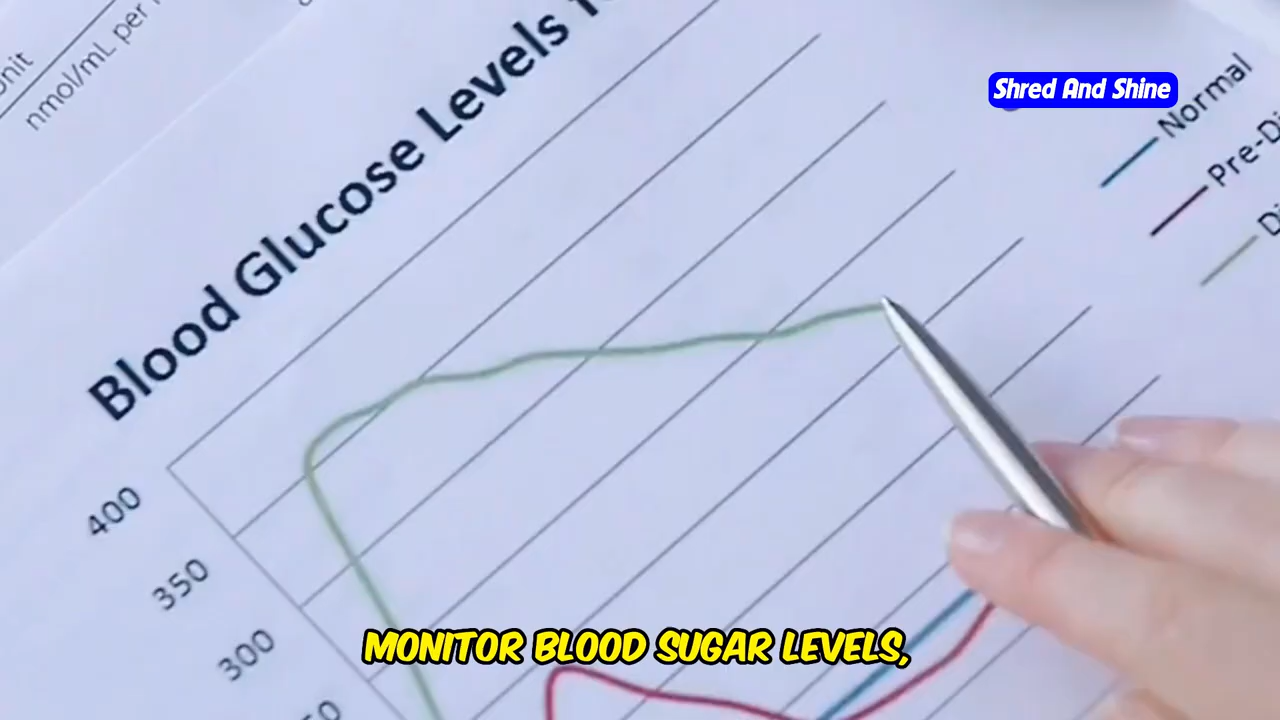 nmol/mL per
Blood Glucose Levels
Shred And Shine
Normal
400
350
300
MONITOR BLOOD SUGAR LEVELS,